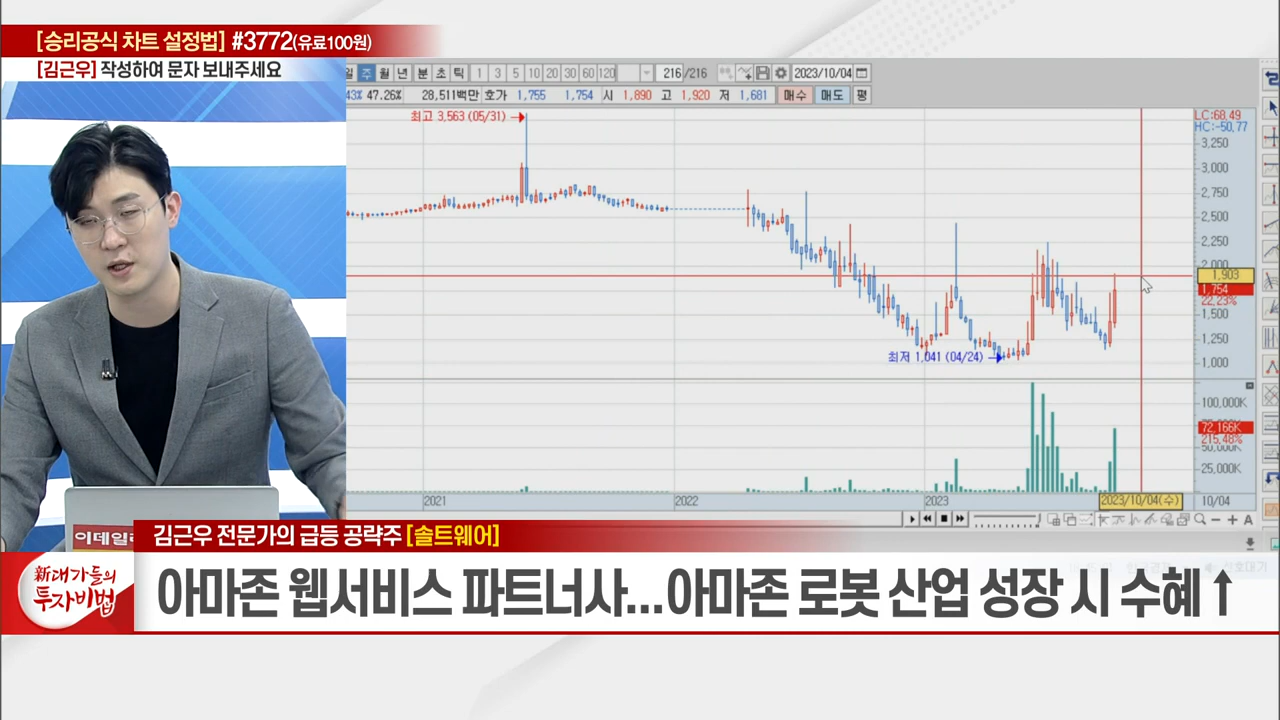 [승리공식 차트 설정법] #3772(유료100원)
[김근우] 작성하여 문자 보내주세요
일 주 월 년 분 초 틱 1 3 5 10 20 30 60 120 216 /216 2023/10/04
43% 47.26% 28,511백만 호가 1,755 1,754 시 1,890 고 1,920 저 1,681 매수 매도 평
최고 3,563 (05/31)
LC:68.49
HC:-50.77
3,250
3,000
2,750
2,500
2,250
2,000
1,903
1,754
22.23%
1,500
1,250
최저 1,041 (04/24)
1,000
100,000K
72,166K
215.48%
50,000K
25,000K
2021 2022 2023 2023/10/04(수) 10/04
이데일리
김근우 전문가의 급등 공략주 [솔트웨어]
新대가들의
투자비법
아마존 웹서비스 파트너사...아마존 로봇 산업 성장 시 수혜↑